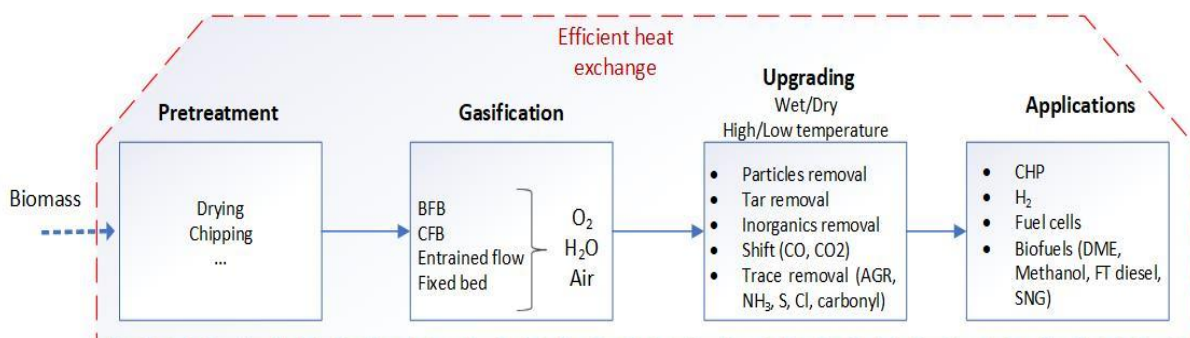 Efficient heat
exchange
Biomass
Pretreatment
Drying
Chipping
...
Gasification
BFB
CFB
Entrained flow
Fixed bed
O₂
H₂O
Air
Upgrading
Wet/Dry
High/Low temperature
• Particles removal
• Tar removal
• Inorganics removal
• Shift (CO, CO2)
• Trace removal (AGR,
NH₃, S, Cl, carbonyl)
Applications
• CHP
• H₂
• Fuel cells
• Biofuels (DME,
Methanol, FT diesel,
SNG)